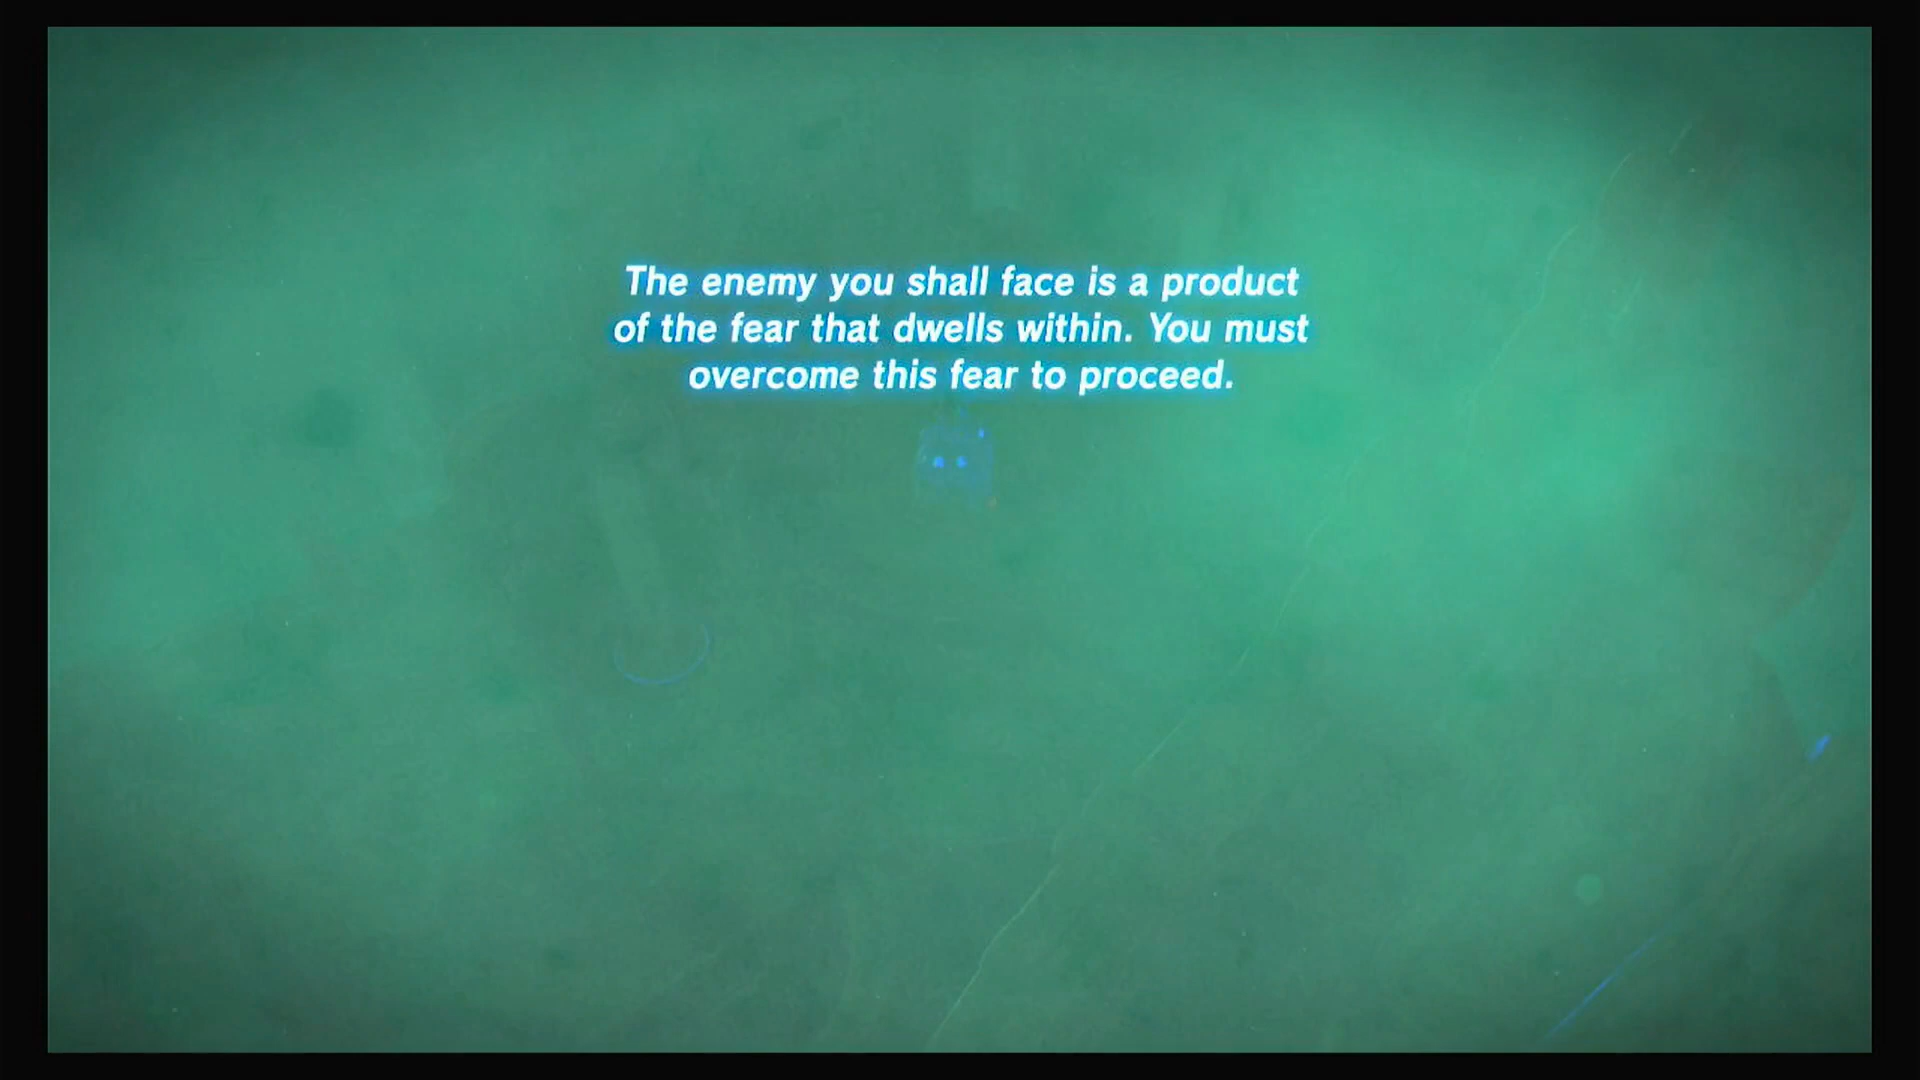 The enemy you shall face is a product
of the fear that dwells within. You must
overcome this fear to proceed.